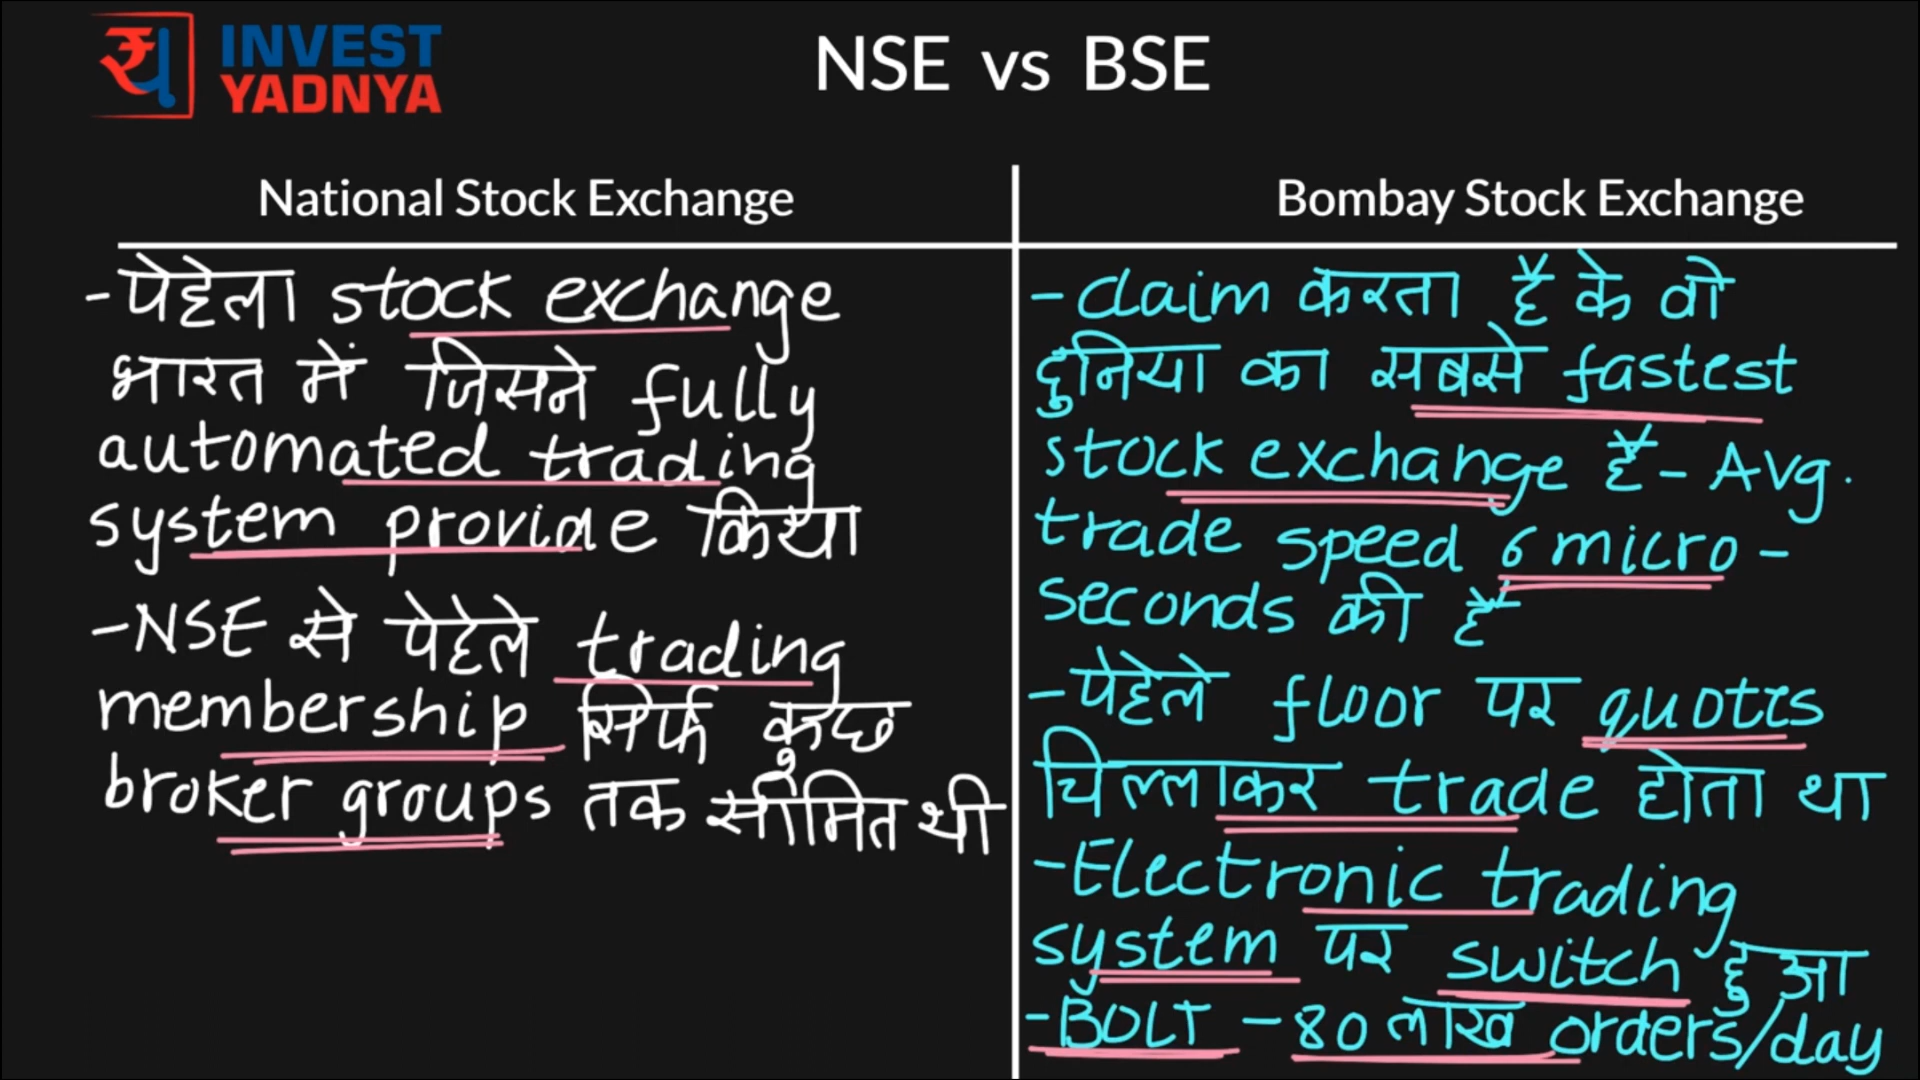 INVEST
YADNYA
NSE vs BSE
National Stock Exchange
- पेहेला stock exchange
भारत में जिसने fully
automated trading
system provide किया
- NSE से पेहेले trading
membership सिर्फ कुछ
broker groups तक सीमित थी
Bombay Stock Exchange
- claim करता है के वो
दुनिया का सबसे fastest
stock exchange है - Avg.
trade speed 6 micro -
seconds की है
- पेहेले floor पर quotes
चिल्लाकर trade होता था
- Electronic trading
system पर switch हुआ
- BOLT - 80 लाख orders/day